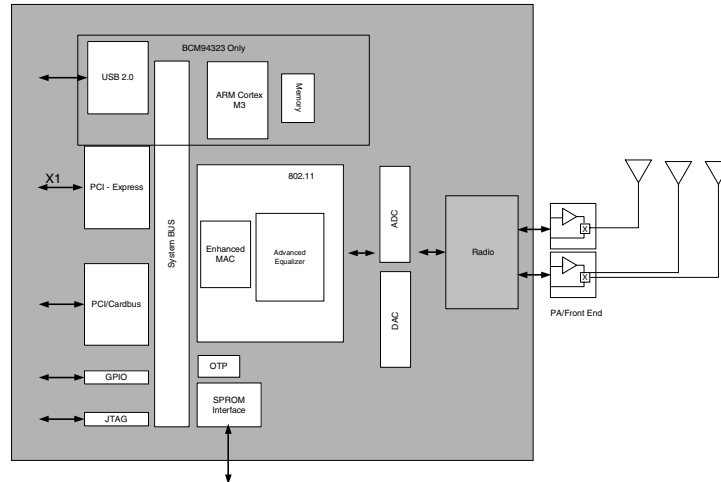 BCM94323 Only
USB 2.0
ARM Cortex
M3
Memory
X1
PCI - Express
System BUS
802.11
Enhanced
MAC
Advanced
Equalizer
ADC
DAC
Radio
X
X
PA/Front End
PCI/Cardbus
OTP
GPIO
SPROM
Interface
JTAG